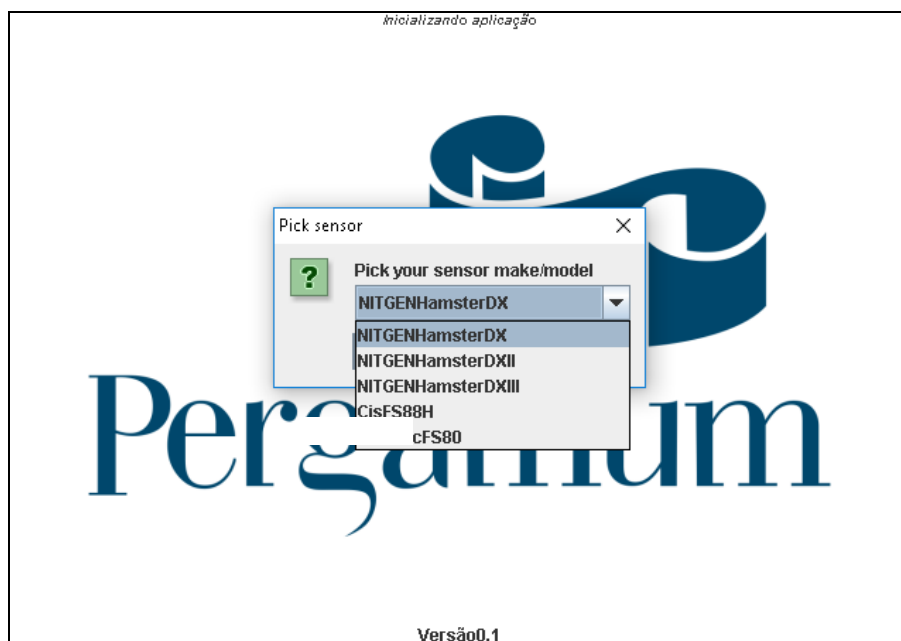 Inicializando aplicação
Pick sensor
Pick your sensor make/model
NITGENHamsterDX
NITGENHamsterDX
NITGENHamsterDXII
NITGENHamsterDXIII
CisFS88H
cFS80
Pergamum
Versão0.1